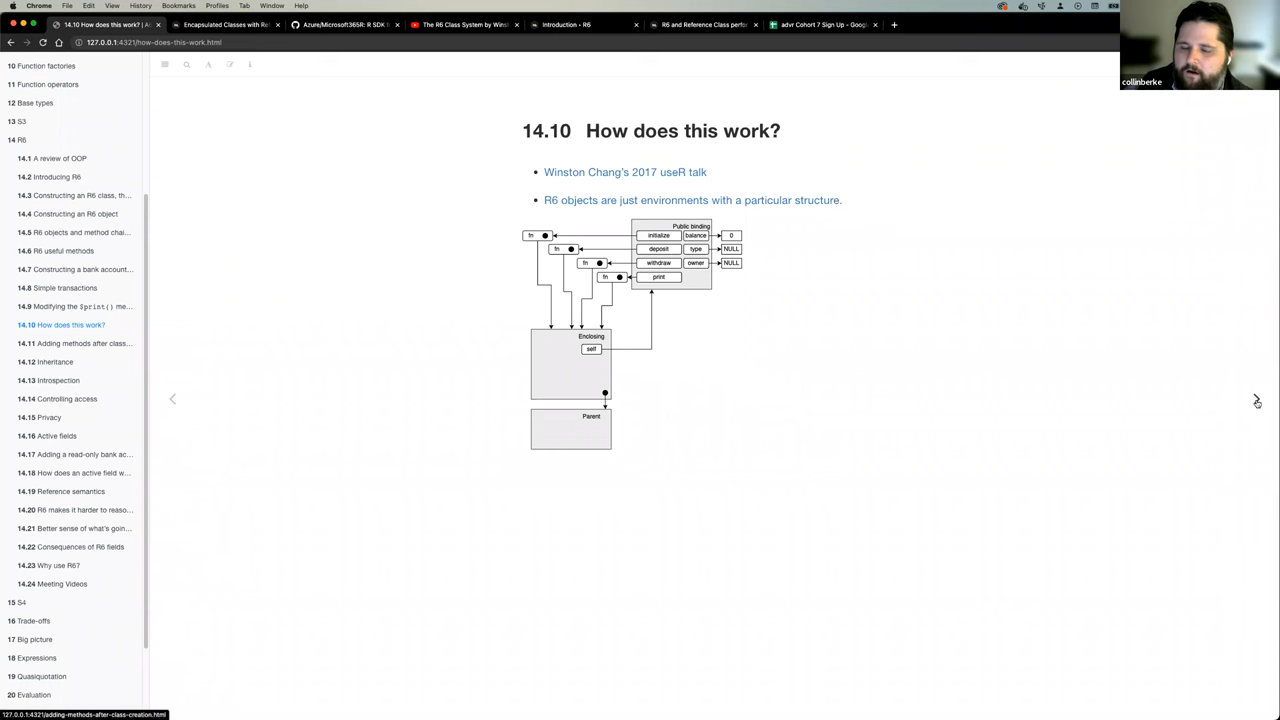 Chrome File Edit View History Bookmarks Profiles Tab Window Help
14.10 How does this work? | Ad
Encapsulated Classes with Ref
Azure/Microsoft365R: R SDK f
The R6 Class System by Winst
Introduction • R6
R6 and Reference Class perfor
advr Cohort 7 Sign Up - Goog
127.0.0.1:4321/how-does-this-work.html
collinberke
10 Function factories
11 Function operators
12 Base types
13 S3
14 R6
14.1 A review of OOP
14.2 Introducing R6
14.3 Constructing an R6 class, th…
14.4 Constructing an R6 object
14.5 R6 objects and method chai…
14.6 R6 useful methods
14.7 Constructing a bank account…
14.8 Simple transactions
14.9 Modifying the $print() me…
14.10 How does this work?
14.11 Adding methods after class…
14.12 Inheritance
14.13 Introspection
14.14 Controlling access
14.15 Privacy
14.16 Active fields
14.17 Adding a read-only bank ac…
14.18 How does an active field w…
14.19 Reference semantics
14.20 R6 makes it harder to reaso…
14.21 Better sense of what's goin…
14.22 Consequences of R6 fields
14.23 Why use R6?
14.24 Meeting Videos
15 S4
16 Trade-offs
17 Big picture
18 Expressions
19 Quasiquotation
20 Evaluation
127.0.0.1:4321/adding-methods-after-class-creation.html
14.10 How does this work?
• Winston Chang's 2017 useR talk
• R6 objects are just environments with a particular structure.
Public binding
fn initialize balance 0
fn deposit type NULL
fn withdraw owner NULL
fn print
Enclosing
self
Parent